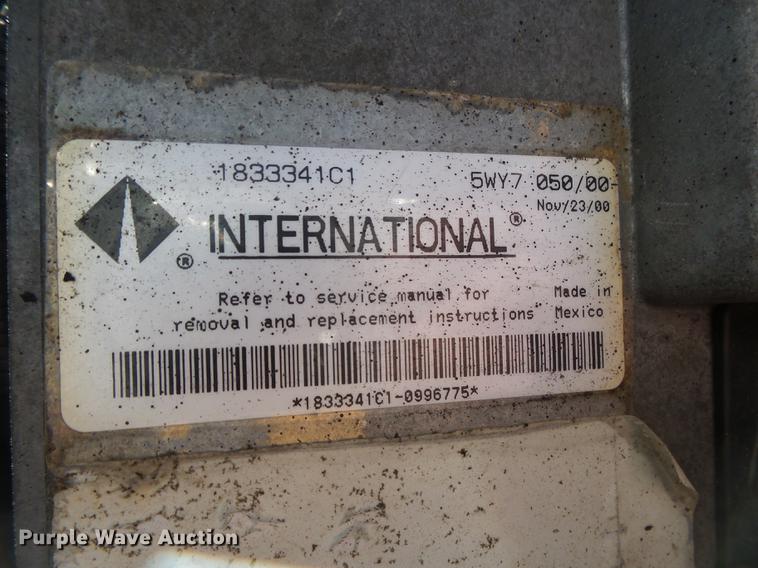 1833341C1 5WY7 050/00-
Nov/23/00
INTERNATIONAL®
®
Refer to service manual for Made in
removal and replacement instructions Mexico
*1833341C1-0996775*
Purple Wave Auction